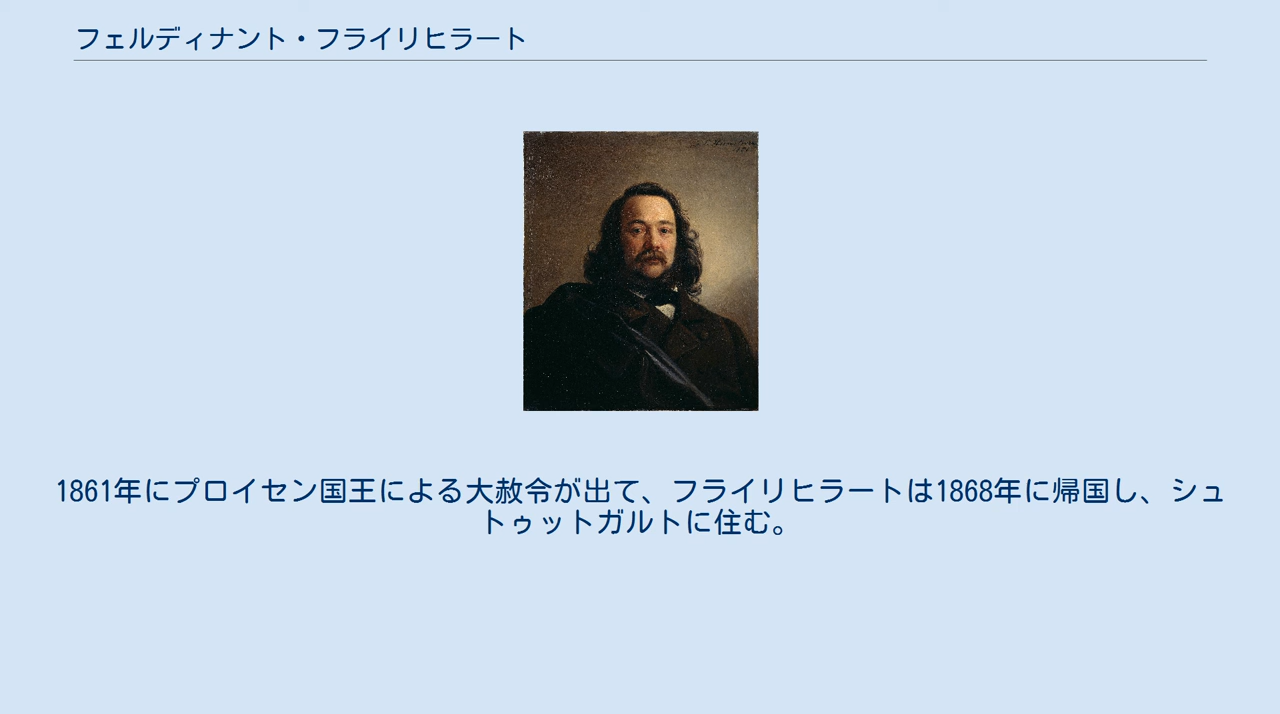 フェルディナント・フライリヒラート
1861年にプロイセン国王による大赦令が出て、フライリヒラートは1868年に帰国し、シュ
トゥットガルトに住む。